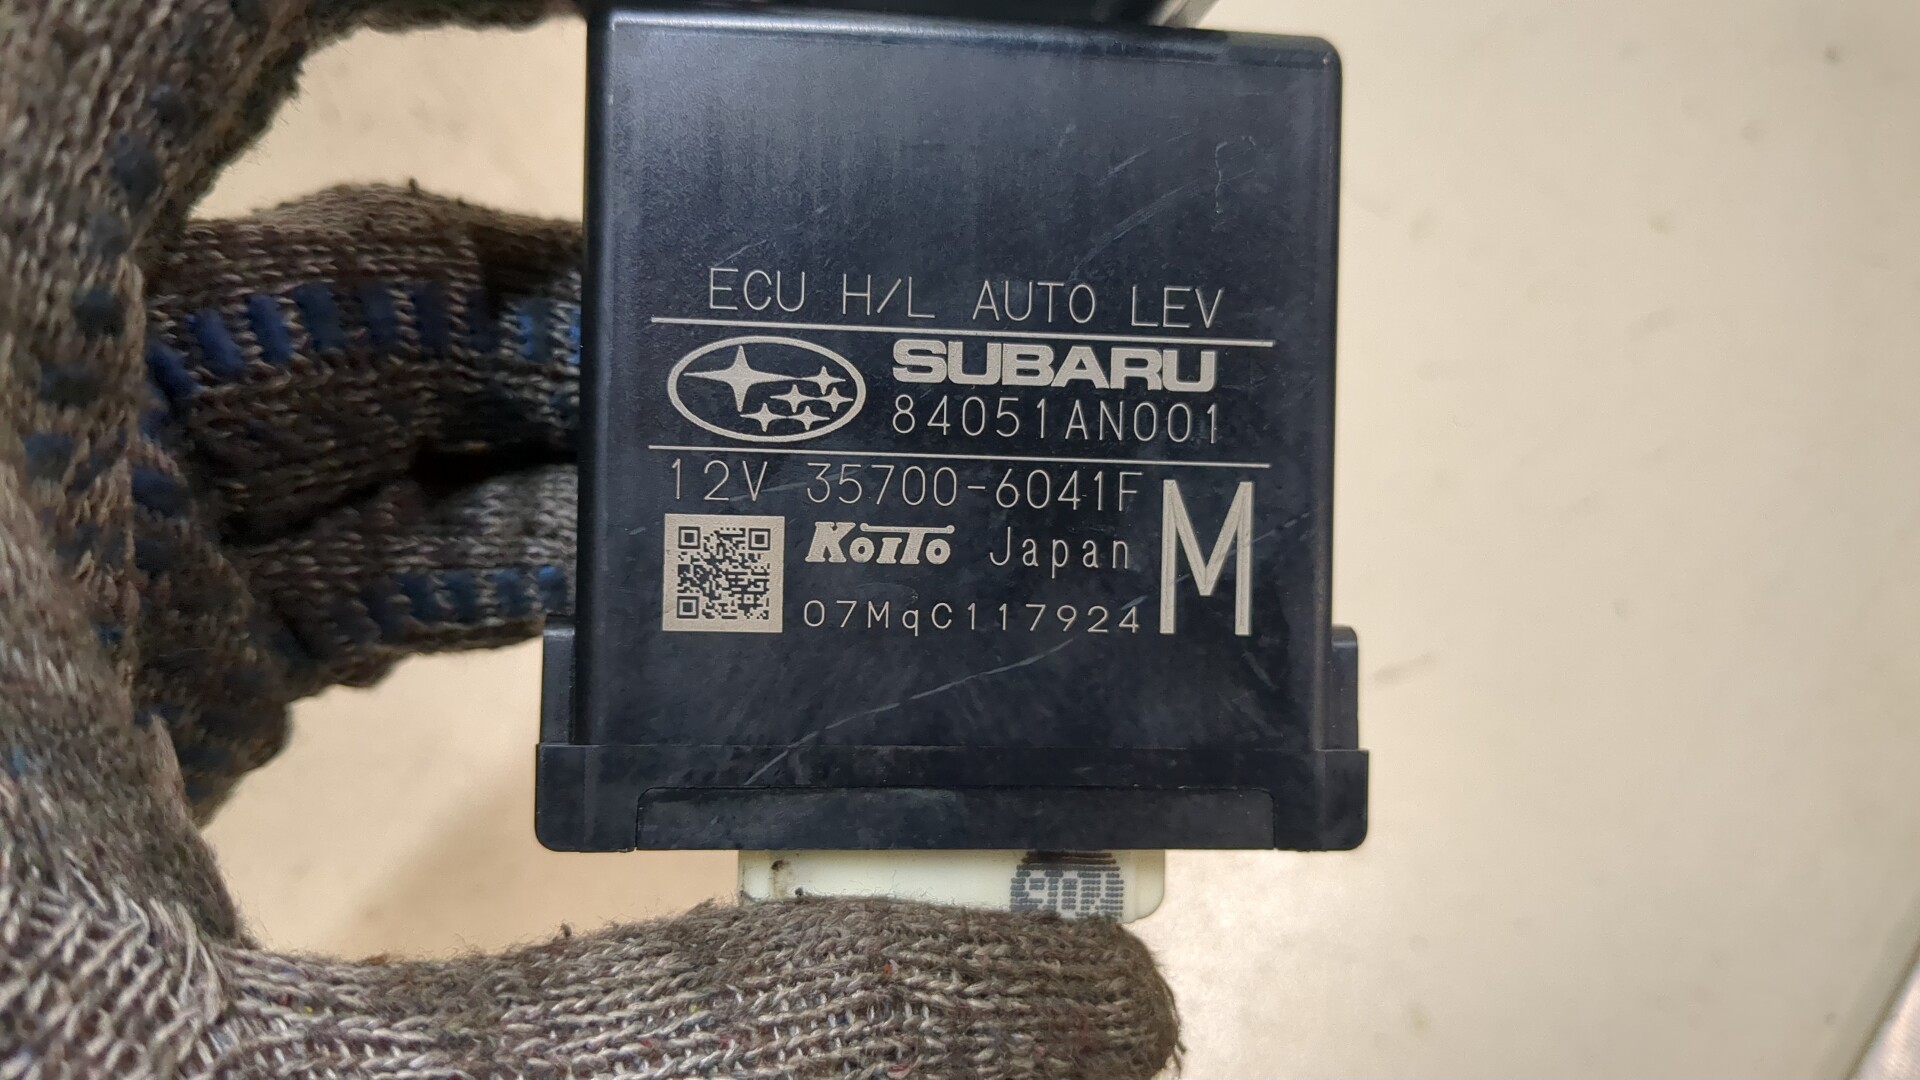 ECU H/L AUTO LEV
SUBARU
84051AN001
12V 35700-6041F
M
KOITO Japan
07MqC117924